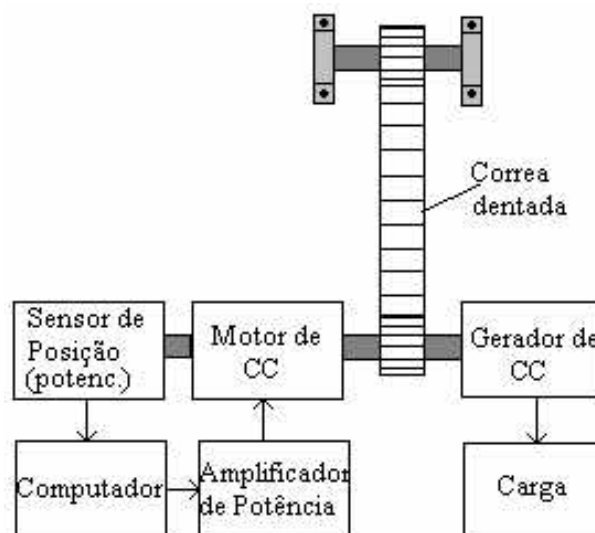 Correa
dentada
Sensor de
Posição
(potenc.)
Motor de
CC
Gerador de
CC
Computador
Amplificador
de Potência
Carga